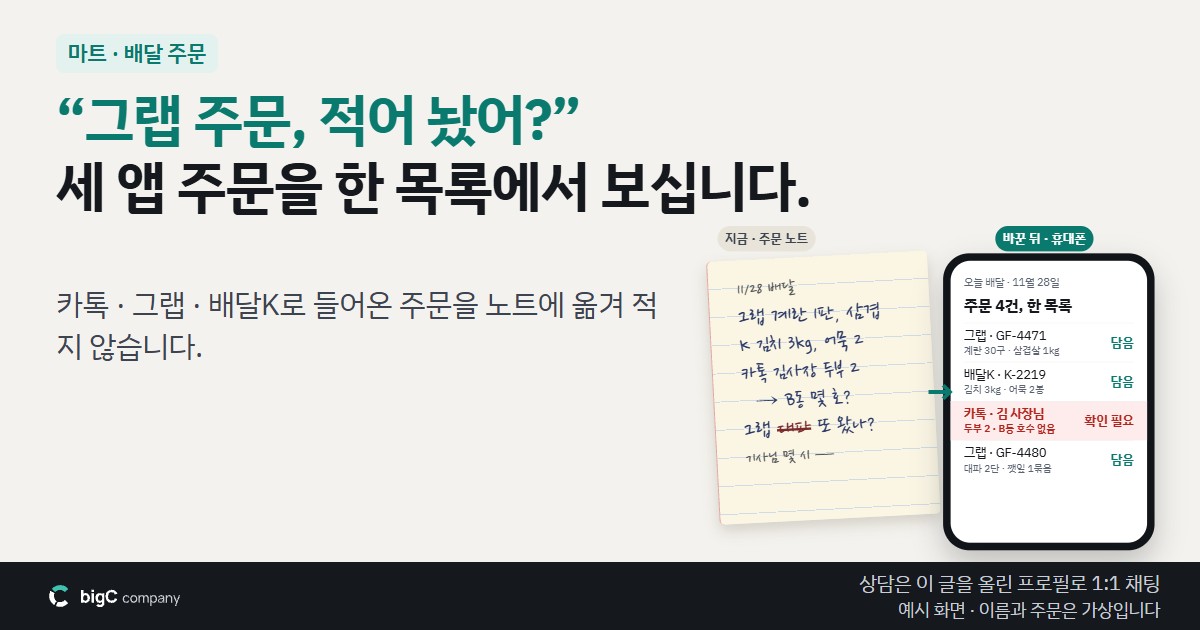 마트 · 배달 주문
“그랩 주문, 적어 놨어?”
세 앱 주문을 한 목록에서 보십니다.
카톡 · 그랩 · 배달K로 들어온 주문을 노트에 옮겨 적
지 않습니다.
지금 · 주문 노트
11/28 배달
그랩 계란 1판, 삼겹
K 김치 3kg, 어묵 2
카톡 김사장 두부 2
→ B동 몇 호?
그랩 대파 또 왔나?
기사님 몇 시 —
→
바꾼 뒤 · 휴대폰
오늘 배달 · 11월 28일
주문 4건, 한 목록
그랩 · GF-4471
계란 30구 · 삼겹살 1kg
담음
배달K · K-2219
김치 3kg · 어묵 2봉
담음
카톡 · 김 사장님
두부 2 · B동 호수 없음
확인 필요
그랩 · GF-4480
대파 2단 · 깻잎 1묶음
담음
bigC company
상담은 이 글을 올린 프로필로 1:1 채팅
예시 화면 · 이름과 주문은 가상입니다